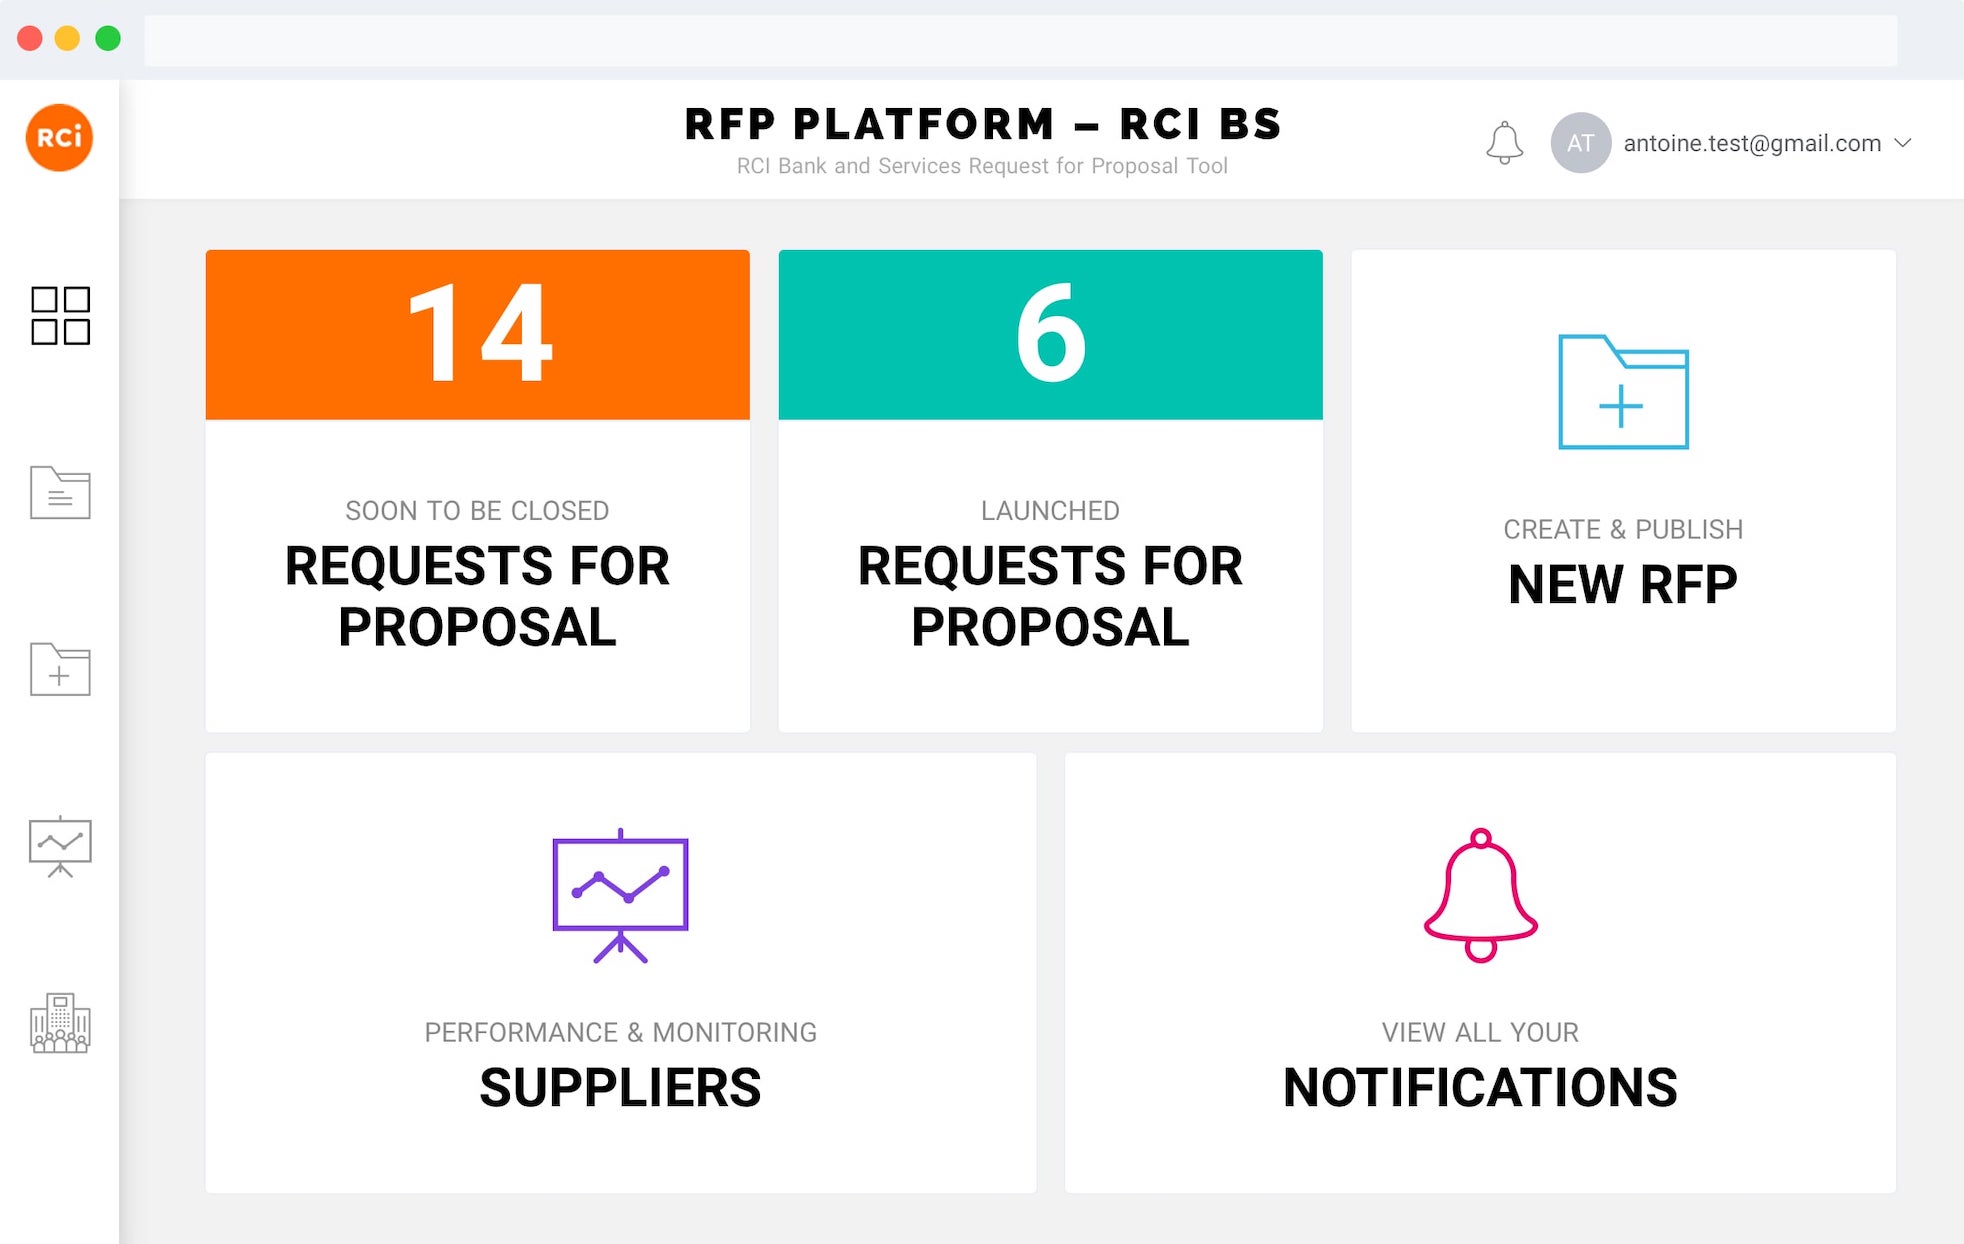 RCi
RFP PLATFORM – RCI BS
RCI Bank and Services Request for Proposal Tool
AT
antoine.test@gmail.com
14
SOON TO BE CLOSED
REQUESTS FOR
PROPOSAL
6
LAUNCHED
REQUESTS FOR
PROPOSAL
CREATE & PUBLISH
NEW RFP
PERFORMANCE & MONITORING
SUPPLIERS
VIEW ALL YOUR
NOTIFICATIONS